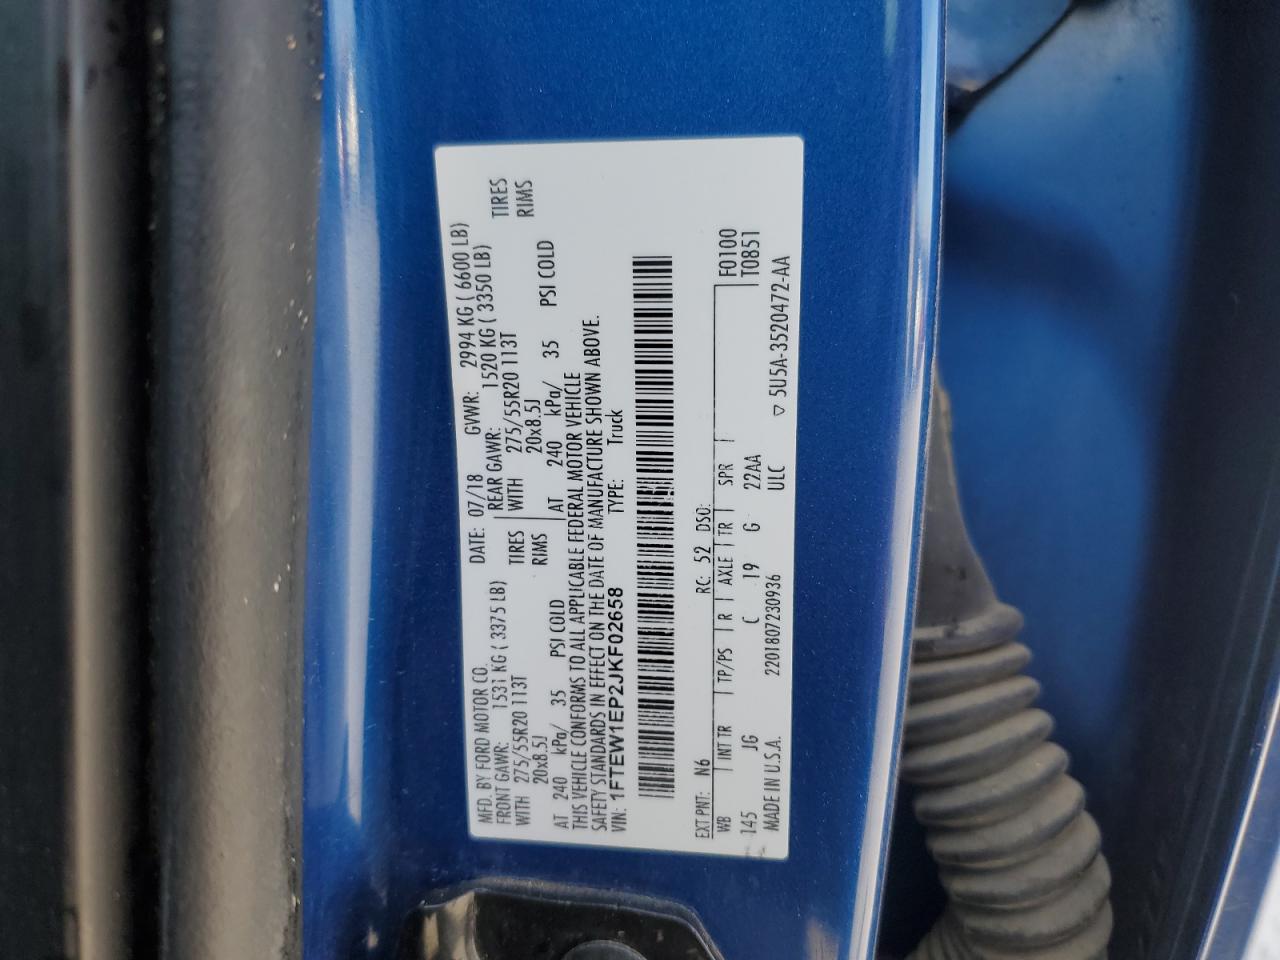 MFD. BY FORD MOTOR CO. DATE: 07/18 GVWR: 2994 KG ( 6600 LB)
FRONT GAWR: 1531 KG ( 3375 LB) REAR GAWR: 1520 KG ( 3350 LB)
WITH 275/55R20 113T TIRES WITH 275/55R20 113T TIRES
20x8.5J RIMS 20x8.5J RIMS
AT 240 kPa/ 35 PSI COLD AT 240 kPa/ 35 PSI COLD
THIS VEHICLE CONFORMS TO ALL APPLICABLE FEDERAL MOTOR VEHICLE
SAFETY STANDARDS IN EFFECT ON THE DATE OF MANUFACTURE SHOWN ABOVE.
VIN: 1FTEW1EP2JKF02658 TYPE: Truck
EXT PNT: N6 RC: 52 DSO:
WB INT TR TP/PS R AXLE TR SPR F0100
145 JG C 19 G 22AA T0851
MADE IN U.S.A. 2201807230936 ULC ▽ 5U5A-3520472-AA